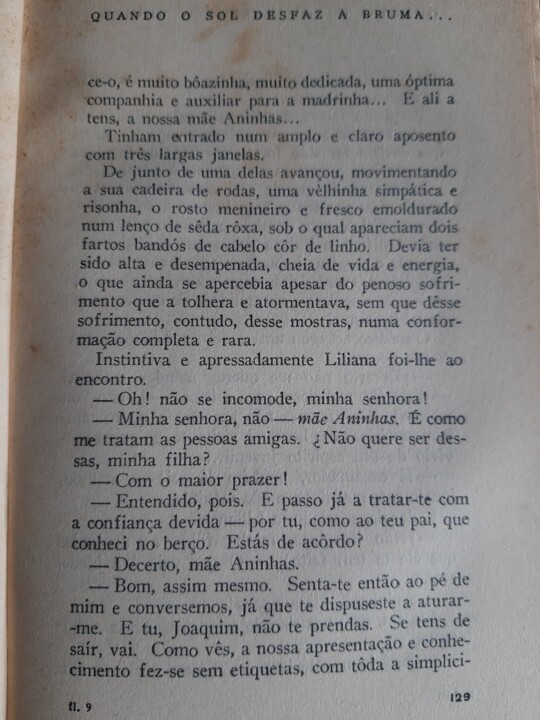 QUANDO O SOL DESFAZ A BRUMA...
ce-o, é muito bôazinha, muito dedicada, uma óptima
companhia e auxiliar para a madrinha... E ali a
tens, a nossa mãe Aninhas...
Tinham entrado num amplo e claro aposento
com três largas janelas.
De junto de uma delas avançou, movimentando
a sua cadeira de rodas, uma vèlhinha simpática e
risonha, o rosto menineiro e fresco emoldurado
num lenço de sêda rôxa, sob o qual apareciam dois
fartos bandós de cabelo côr de linho. Devia ter
sido alta e desempenada, cheia de vida e energia,
o que ainda se apercebia apesar do penoso sofri-
mento que a tolhera e atormentava, sem que dêsse
sofrimento, contudo, desse mostras, numa confor-
mação completa e rara.
Instintiva e apressadamente Liliana foi-lhe ao
encontro.
— Oh! não se incomode, minha senhora!
— Minha senhora, não — mãe Aninhas. É como
me tratam as pessoas amigas. ¿Não quere ser des-
sas, minha filha?
— Com o maior prazer!
— Entendido, pois. E passo já a tratar-te com
a confiança devida — por tu, como ao teu pai, que
conheci no berço. Estás de acôrdo?
— Decerto, mãe Aninhas.
— Bom, assim mesmo. Senta-te então ao pé de
mim e conversemos, já que te dispuseste a aturar-
-me. E tu, Joaquim, não te prendas. Se tens de
saír, vai. Como vês, a nossa apresentação e conhe-
cimento fez-se sem etiquetas, com tôda a simplici-
fl. 9
129